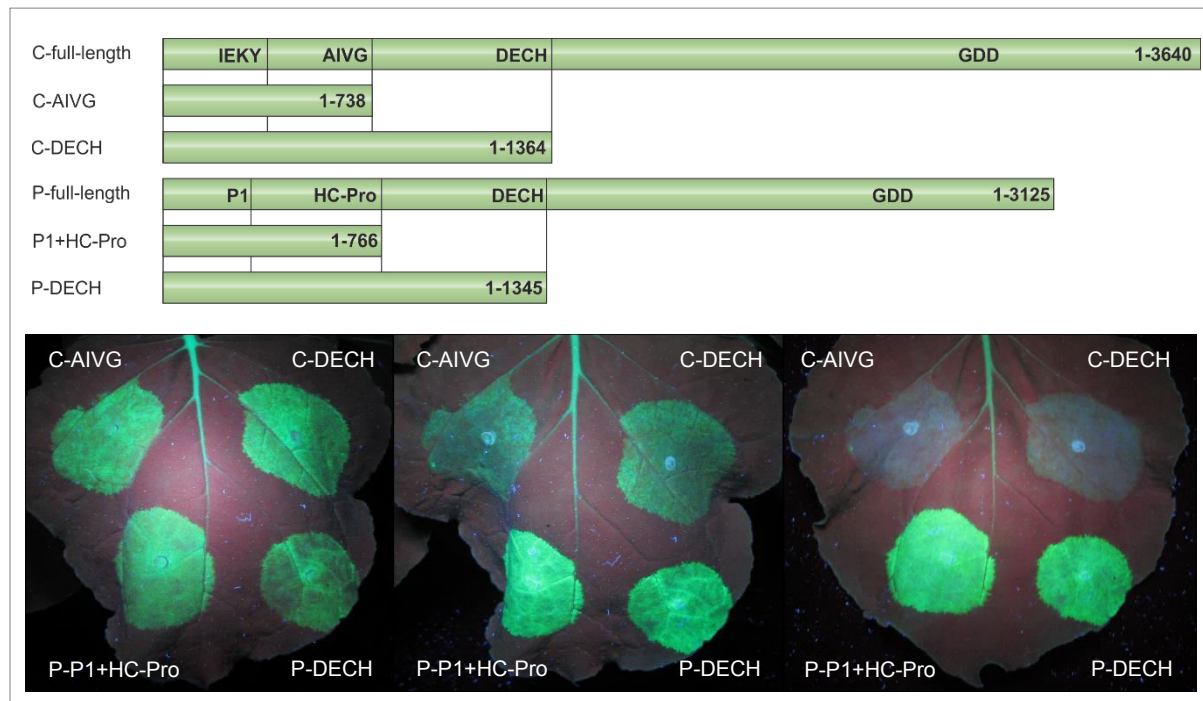 C-full-length IEKY AIVG DECH GDD 1-3640
C-AIVG 1-738
C-DECH 1-1364
P-full-length P1 HC-Pro DECH GDD 1-3125
P1+HC-Pro 1-766
P-DECH 1-1345
C-AIVG C-DECH C-AIVG C-DECH C-AIVG C-DECH
P-P1+HC-Pro P-DECH P-P1+HC-Pro P-DECH P-P1+HC-Pro P-DECH